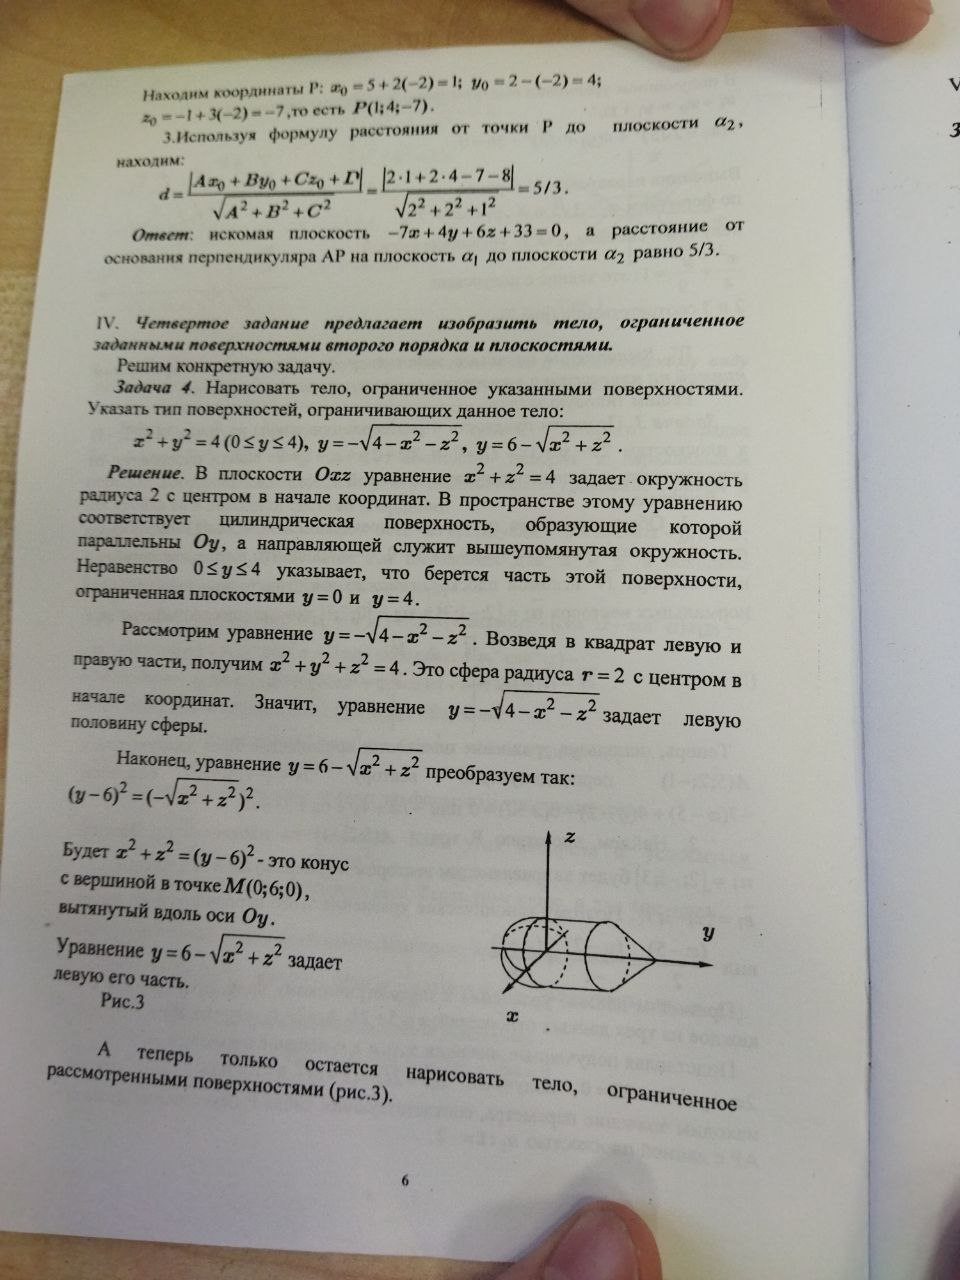 Находим координаты P: x₀ = 5 + 2(−2) = 1; y₀ = 2 − (−2) = 4;
z₀ = −1 + 3(−2) = −7, то есть P(1; 4; −7).
3.Используя формулу расстояния от точки P до плоскости α₂,
находим:
d = |Ax₀ + By₀ + Cz₀ + D| / √(A² + B² + C²) = |2·1 + 2·4 − 7 − 8| / √(2² + 2² + 1²) = 5/3.
Ответ: искомая плоскость −7x + 4y + 6z + 33 = 0, а расстояние от
основания перпендикуляра AP на плоскость α₁ до плоскости α₂ равно 5/3.
IV. Четвертое задание предлагает изобразить тело, ограниченное
заданными поверхностями второго порядка и плоскостями.
Решим конкретную задачу.
Задача 4. Нарисовать тело, ограниченное указанными поверхностями.
Указать тип поверхностей, ограничивающих данное тело:
x² + y² = 4 (0 ≤ y ≤ 4), y = −√(4 − x² − z²), y = 6 − √(x² + z²).
Решение. В плоскости Oxz уравнение x² + z² = 4 задает окружность
радиуса 2 с центром в начале координат. В пространстве этому уравнению
соответствует цилиндрическая поверхность, образующие которой
параллельны Oy, а направляющей служит вышеупомянутая окружность.
Неравенство 0 ≤ y ≤ 4 указывает, что берется часть этой поверхности,
ограниченная плоскостями y = 0 и y = 4.
Рассмотрим уравнение y = −√(4 − x² − z²). Возведя в квадрат левую и
правую части, получим x² + y² + z² = 4. Это сфера радиуса r = 2 с центром в
начале координат. Значит, уравнение y = −√(4 − x² − z²) задает левую
половину сферы.
Наконец, уравнение y = 6 − √(x² + z²) преобразуем так:
(y − 6)² = (−√(x² + z²))².
Будет x² + z² = (y − 6)² - это конус
с вершиной в точке M(0; 6; 0),
вытянутый вдоль оси Oy.
Уравнение y = 6 − √(x² + z²) задает
левую его часть.
Рис.3
z
y
x
А теперь только остается нарисовать тело, ограниченное
рассмотренными поверхностями (рис.3).
6